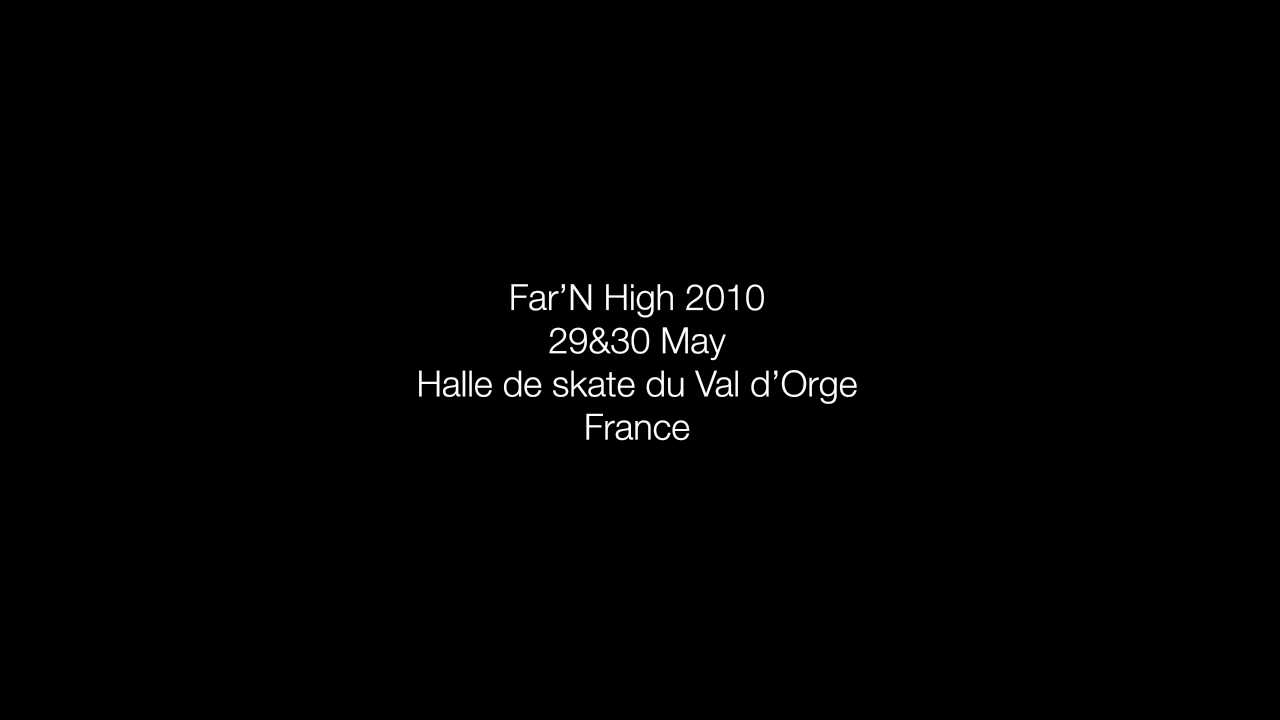 Far’N High 2010
29&30 May
Halle de skate du Val d’Orge
France